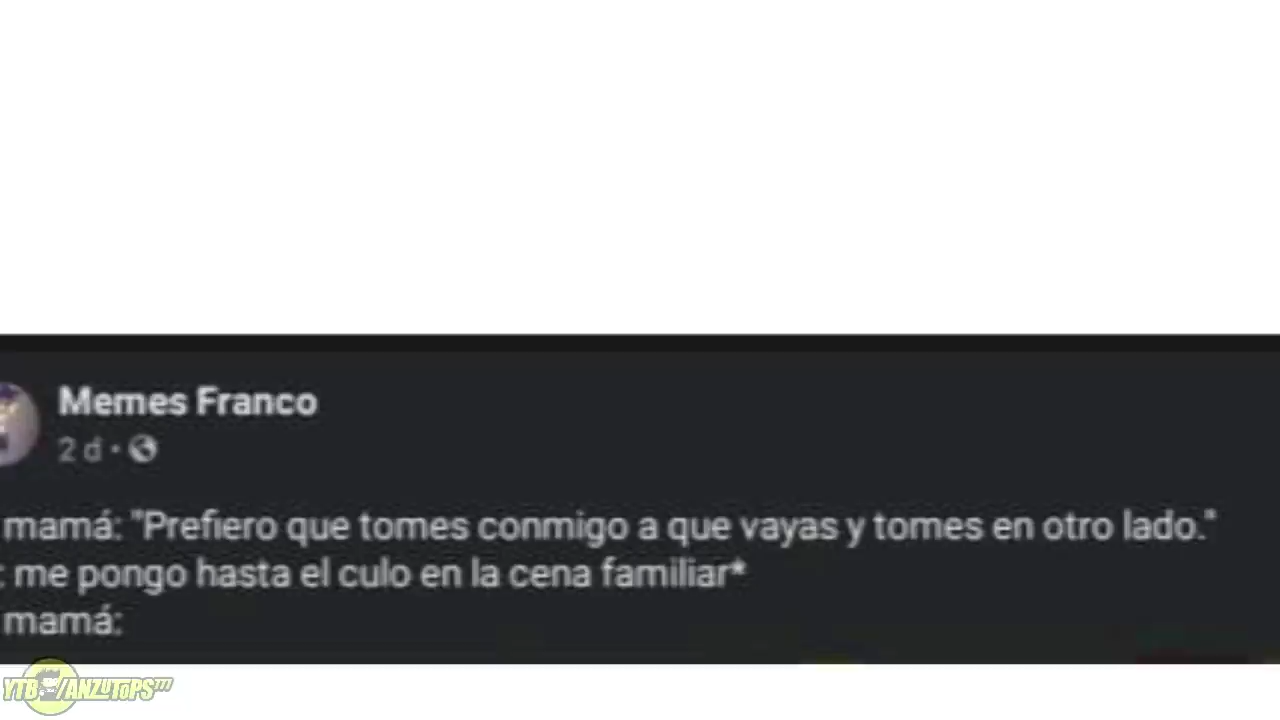 Memes Franco
2 d ·
mamá: "Prefiero que tomes conmigo a que vayas y tomes en otro lado."
: me pongo hasta el culo en la cena familiar*
mamá:
YTB /ANZUTOPS777